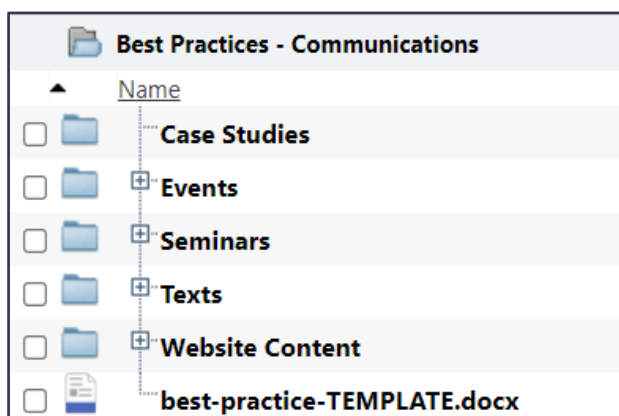 Best Practices - Communications
Name
Case Studies
Events
Seminars
Texts
Website Content
best-practice-TEMPLATE.docx